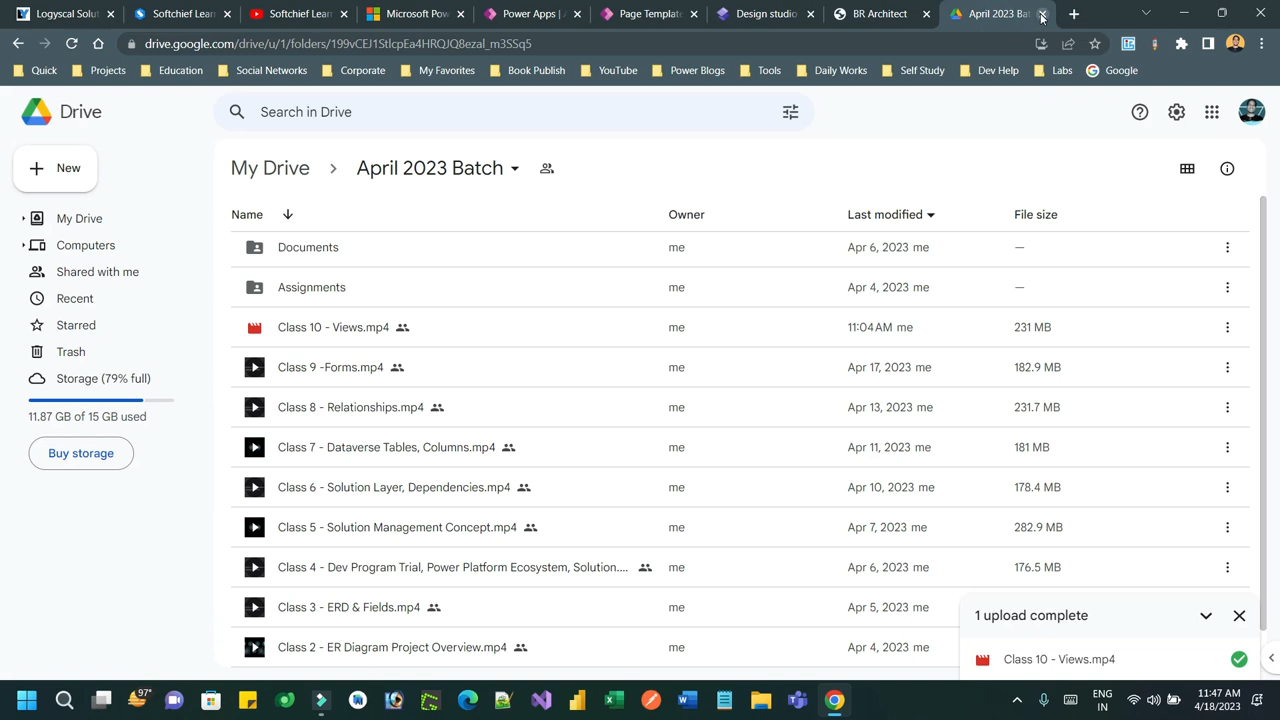 Logysal Solut
Softchief Lear
Softchief Lear
Microsoft Pow
Power Apps | A
Page Template
Design studio
BR Architect
April 2023 Bat
drive.google.com/drive/u/1/folders/199vCEJ1StlcpEa4HRQJQ8ezal_m3SSq5
Quick
Projects
Education
Social Networks
Corporate
My Favorites
Book Publish
YouTube
Power Blogs
Tools
Daily Works
Self Study
Dev Help
Labs
Google
Drive
Search in Drive
New
My Drive
Computers
Shared with me
Recent
Starred
Trash
Storage (79% full)
11.87 GB of 15 GB used
Buy storage
My Drive > April 2023 Batch
Name Owner Last modified File size
Documents me Apr 6, 2023 me —
Assignments me Apr 4, 2023 me —
Class 10 - Views.mp4 me 11:04 AM me 231 MB
Class 9 -Forms.mp4 me Apr 17, 2023 me 182.9 MB
Class 8 - Relationships.mp4 me Apr 13, 2023 me 231.7 MB
Class 7 - Dataverse Tables, Columns.mp4 me Apr 11, 2023 me 181 MB
Class 6 - Solution Layer, Dependencies.mp4 me Apr 10, 2023 me 178.4 MB
Class 5 - Solution Management Concept.mp4 me Apr 7, 2023 me 282.9 MB
Class 4 - Dev Program Trial, Power Platform Ecosystem, Solution.... me Apr 6, 2023 me 176.5 MB
Class 3 - ERD & Fields.mp4 me Apr 5, 2023 me
Class 2 - ER Diagram Project Overview.mp4 me Apr 4, 2023 me
1 upload complete
Class 10 - Views.mp4
97°
ENG
IN
11:47 AM
4/18/2023